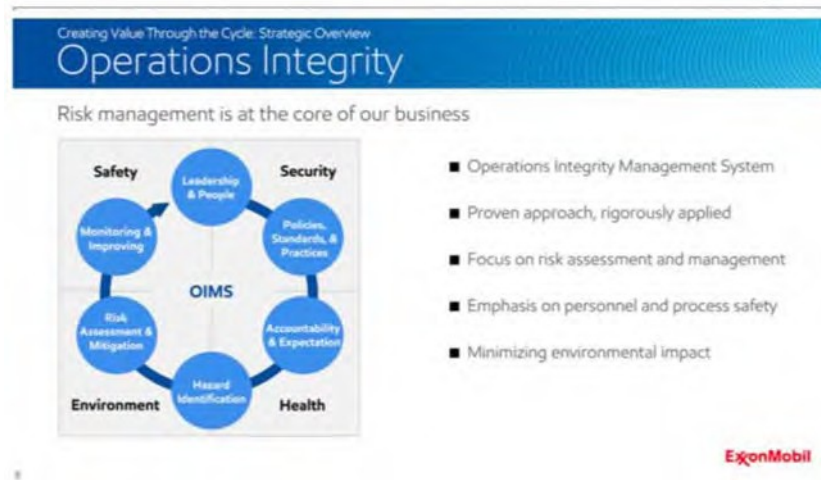 Creating Value Through the Cycle: Strategic Overview
Operations Integrity
Risk management is at the core of our business
Safety
Security
Leadership
& People
Policies,
Standards, &
Practices
Accountability
& Expectation
Hazard
Identification
Risk
Assessment &
Mitigation
Monitoring &
Improving
OIMS
Environment
Health
■ Operations Integrity Management System
■ Proven approach, rigorously applied
■ Focus on risk assessment and management
■ Emphasis on personnel and process safety
■ Minimizing environmental impact
ExxonMobil